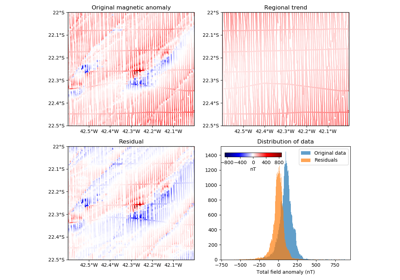 Original magnetic anomaly
Regional trend
22°S
22.1°S
22.2°S
22.3°S
22.4°S
22.5°S
42.5°W 42.4°W 42.3°W 42.2°W 42.1°W
22°S
22.1°S
22.2°S
22.3°S
22.4°S
22.5°S
42.5°W 42.4°W 42.3°W 42.2°W 42.1°W
Residual
Distribution of data
22°S
22.1°S
22.2°S
22.3°S
22.4°S
22.5°S
42.5°W 42.4°W 42.3°W 42.2°W 42.1°W
1400
1200
1000
800
600
400
200
0
−800 −400 0 400 800
nT
Original data
Residuals
−750 −500 −250 0 250 500 750
Total field anomaly (nT)